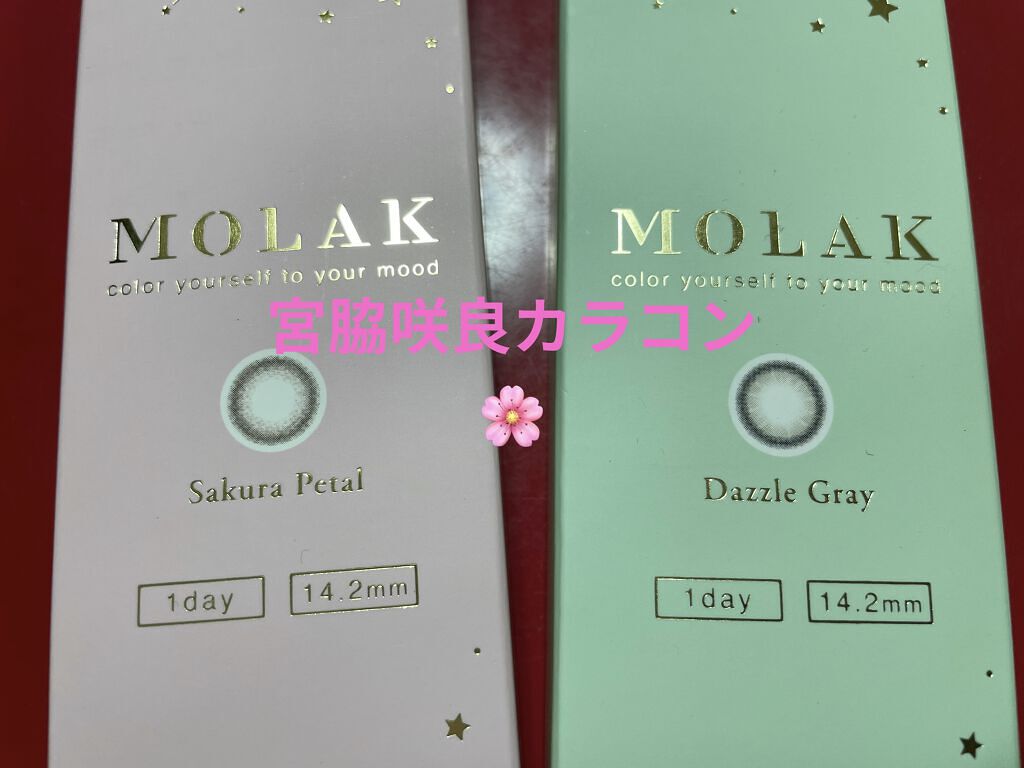 MOLAK
color yourself to your mood
Sakura Petal
1day
14.2mm
MOLAK
color yourself to your mood
Dazzle Gray
1day
14.2mm
宮脇咲良カラコン